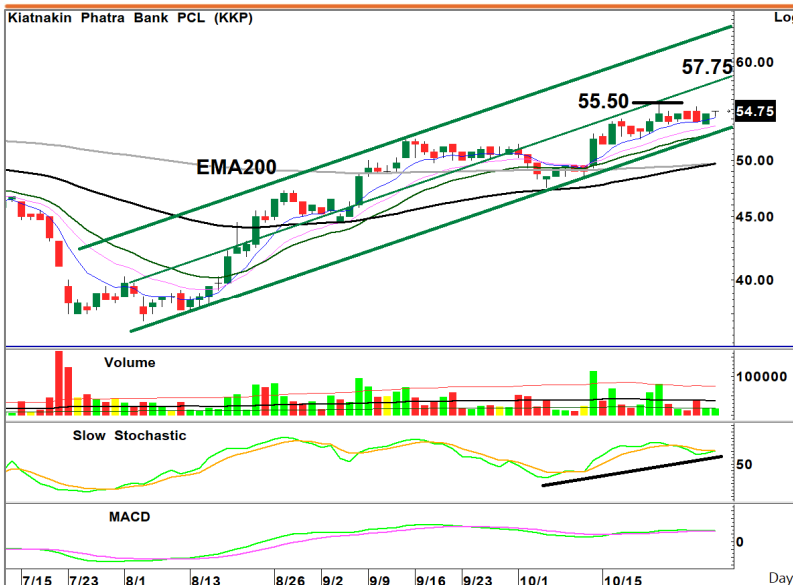 Kiatnakin Phatra Bank PCL (KKP) Log
60.00
57.75
55.50
54.75
EMA200
50.00
45.00
40.00
Volume
100000
Slow Stochastic
50
MACD
0
7/15 7/23 8/1 8/13 8/26 9/2 9/9 9/16 9/23 10/1 10/15 Day